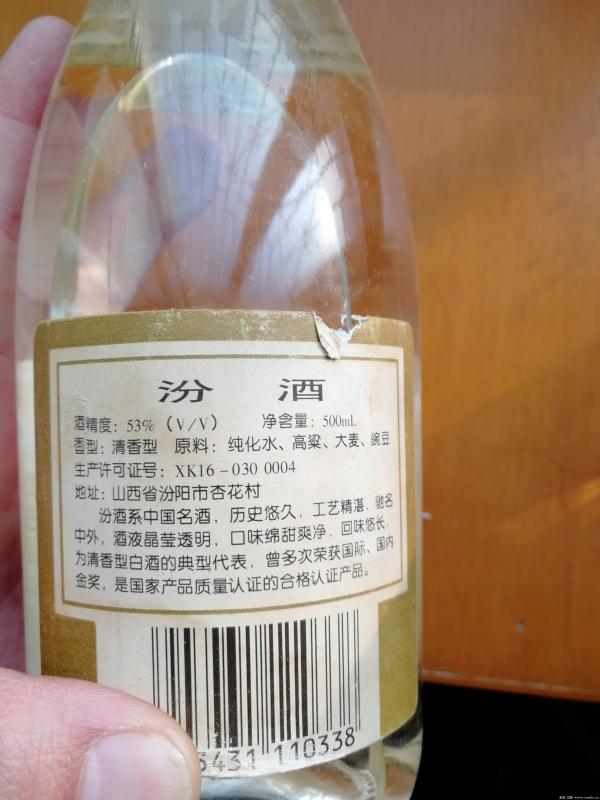 汾 酒
酒精度：53%（V/V） 净含量：500mL
香型：清香型 原料：纯化水、高粱、大麦、豌豆
生产许可证号：XK16-030 0004
地址：山西省汾阳市杏花村
汾酒系中国名酒，历史悠久，工艺精湛，驰名
中外，酒液晶莹透明，口味绵甜爽净，回味悠长，
为清香型白酒的典型代表，曾多次荣获国际、国内
金奖，是国家产品质量认证的合格认证产品。
5431 110338